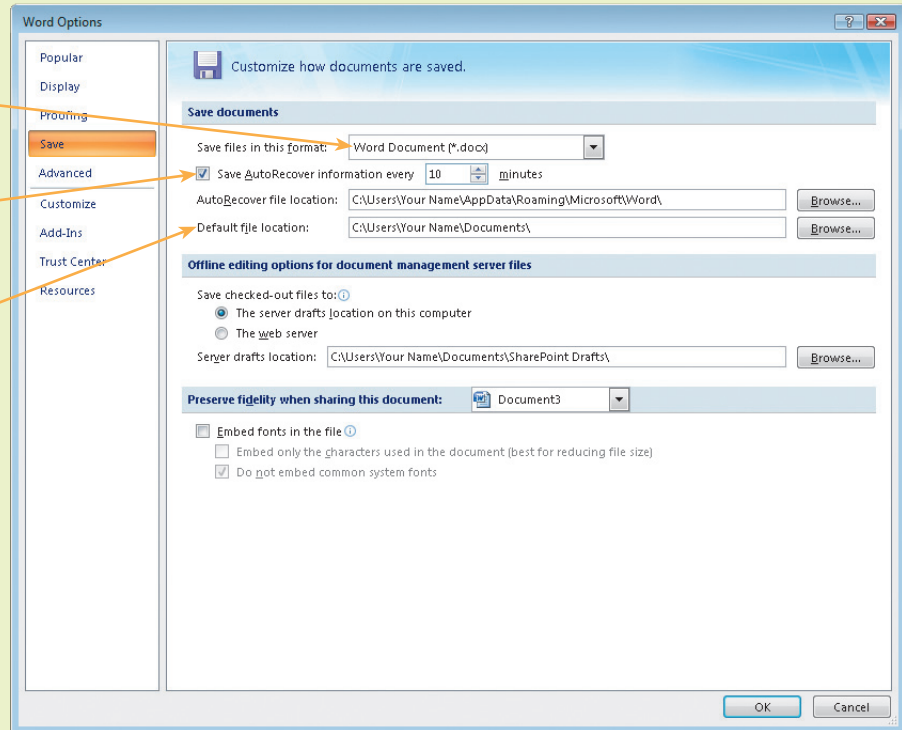 Word Options
Popular
Display
Proofing
Save
Advanced
Customize
Add-Ins
Trust Center
Resources
Customize how documents are saved.
Save documents
Save files in this format: Word Document (*.docx)
Save AutoRecover information every 10 minutes
AutoRecover file location: C:\Users\Your Name\AppData\Roaming\Microsoft\Word\ Browse...
Default file location: C:\Users\Your Name\Documents\ Browse...
Offline editing options for document management server files
Save checked-out files to:
The server drafts location on this computer
The web server
Server drafts location: C:\Users\Your Name\Documents\SharePoint Drafts\ Browse...
Preserve fidelity when sharing this document: Document3
Embed fonts in the file
Embed only the characters used in the document (best for reducing file size)
Do not embed common system fonts
OK Cancel